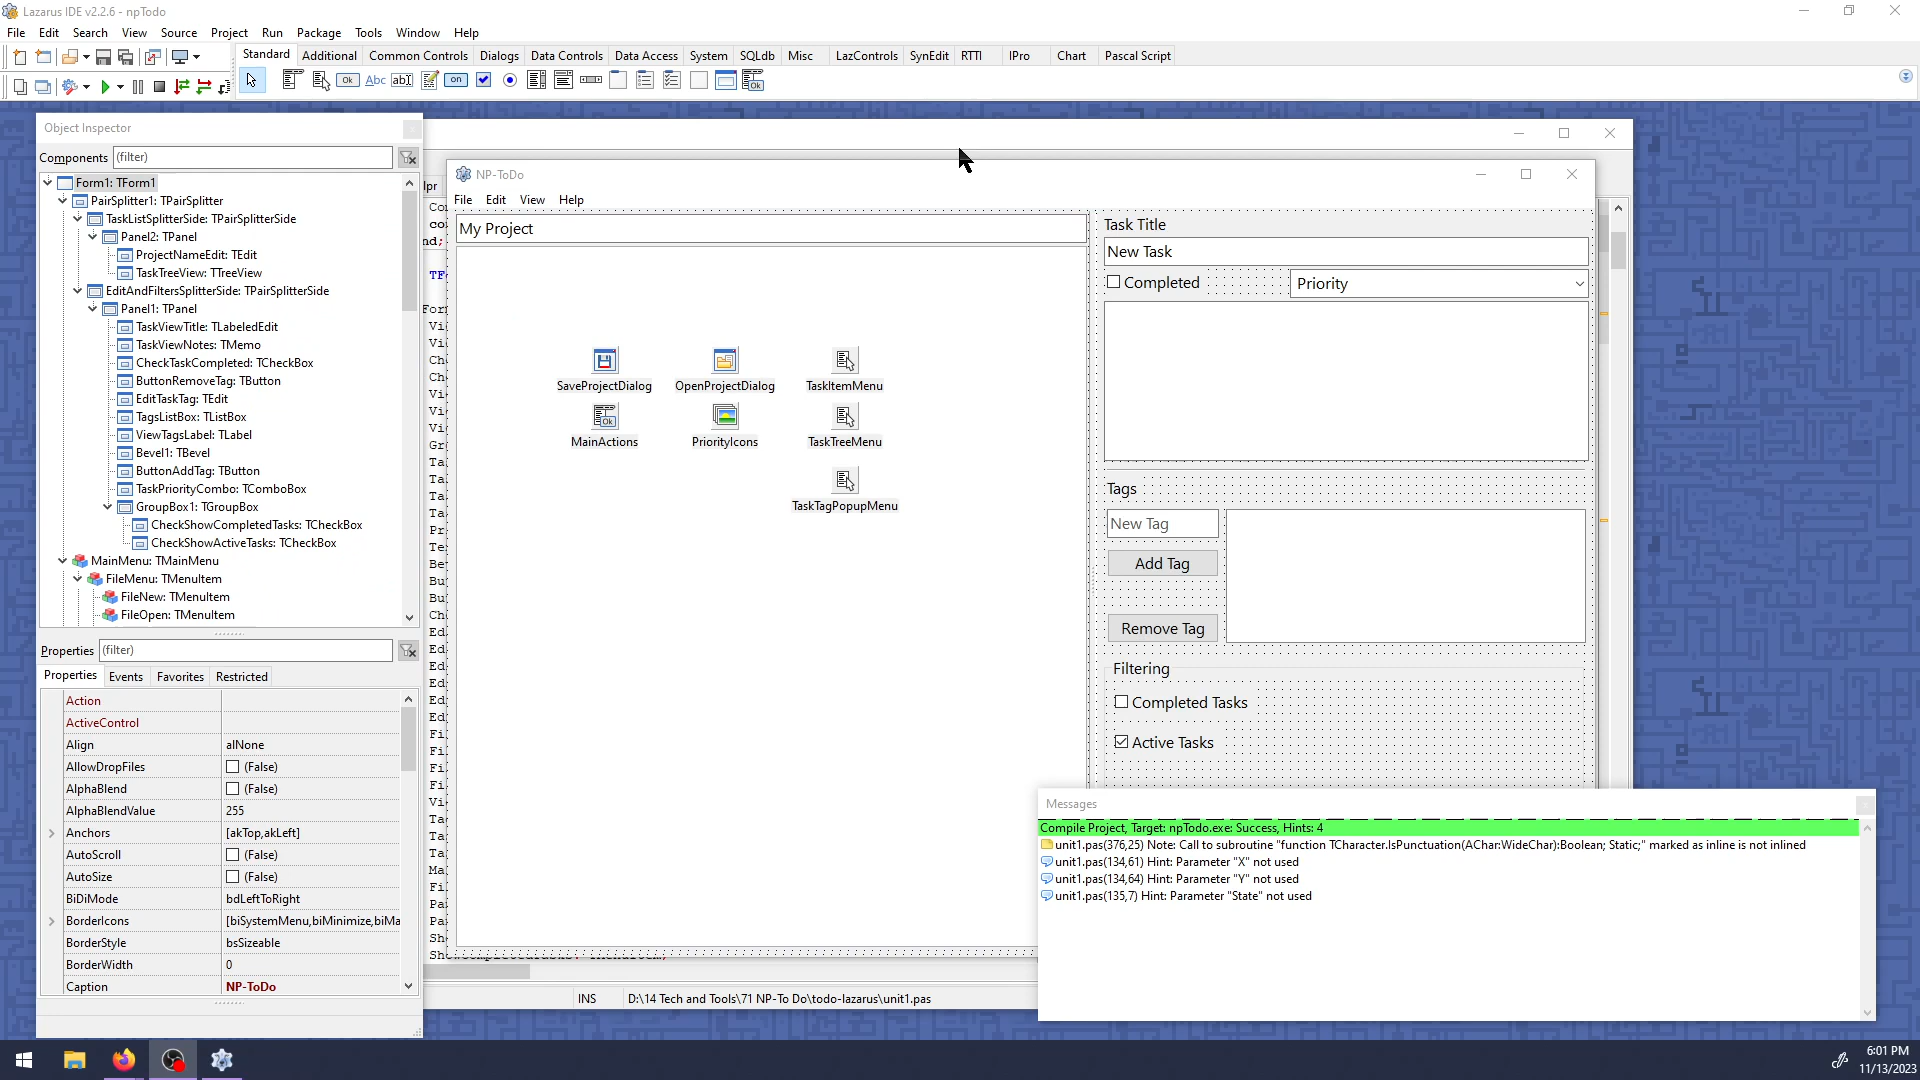 Lazarus IDE v2.2.6 - npTodo
File Edit Search View Source Project Run Package Tools Window Help
Standard Additional Common Controls Dialogs Data Controls Data Access System SQLdb Misc LazControls SynEdit RTTI IPro Chart Pascal Script
Ok Abc ab on Ok
Object Inspector
Components (filter)
Form1: TForm1
PairSplitter1: TPairSplitter
TaskListSplitterSide: TPairSplitterSide
Panel2: TPanel
ProjectNameEdit: TEdit
TaskTreeView: TTreeView
EditAndFiltersSplitterSide: TPairSplitterSide
Panel1: TPanel
TaskViewTitle: TLabeledEdit
TaskViewNotes: TMemo
CheckTaskCompleted: TCheckBox
ButtonRemoveTag: TButton
EditTaskTag: TEdit
TagsListBox: TListBox
ViewTagsLabel: TLabel
Bevel1: TBevel
ButtonAddTag: TButton
TaskPriorityCombo: TComboBox
GroupBox1: TGroupBox
CheckShowCompletedTasks: TCheckBox
CheckShowActiveTasks: TCheckBox
MainMenu: TMainMenu
FileMenu: TMenuItem
FileNew: TMenuItem
FileOpen: TMenuItem
Properties (filter)
Properties Events Favorites Restricted
Action
ActiveControl
Align alNone
AllowDropFiles (False)
AlphaBlend (False)
AlphaBlendValue 255
Anchors [akTop,akLeft]
AutoScroll (False)
AutoSize (False)
BiDiMode bdLeftToRight
BorderIcons [biSystemMenu,biMinimize,biMa
BorderStyle bsSizeable
BorderWidth 0
Caption NP-ToDo
NP-ToDo
File Edit View Help
My Project
SaveProjectDialog OpenProjectDialog TaskItemMenu
MainActions PriorityIcons TaskTreeMenu
TaskTagPopupMenu
Task Title
New Task
Completed Priority
Tags
New Tag
Add Tag
Remove Tag
Filtering
Completed Tasks
Active Tasks
Messages
Compile Project, Target: npTodo.exe: Success, Hints: 4
unit1.pas(376,25) Note: Call to subroutine "function TCharacter.IsPunctuation(AChar:WideChar):Boolean; Static;" marked as inline is not inlined
unit1.pas(134,61) Hint: Parameter "X" not used
unit1.pas(134,64) Hint: Parameter "Y" not used
unit1.pas(135,7) Hint: Parameter "State" not used
INS D:\14 Tech and Tools\71 NP-To Do\todo-lazarus\unit1.pas
6:01 PM
11/13/2023